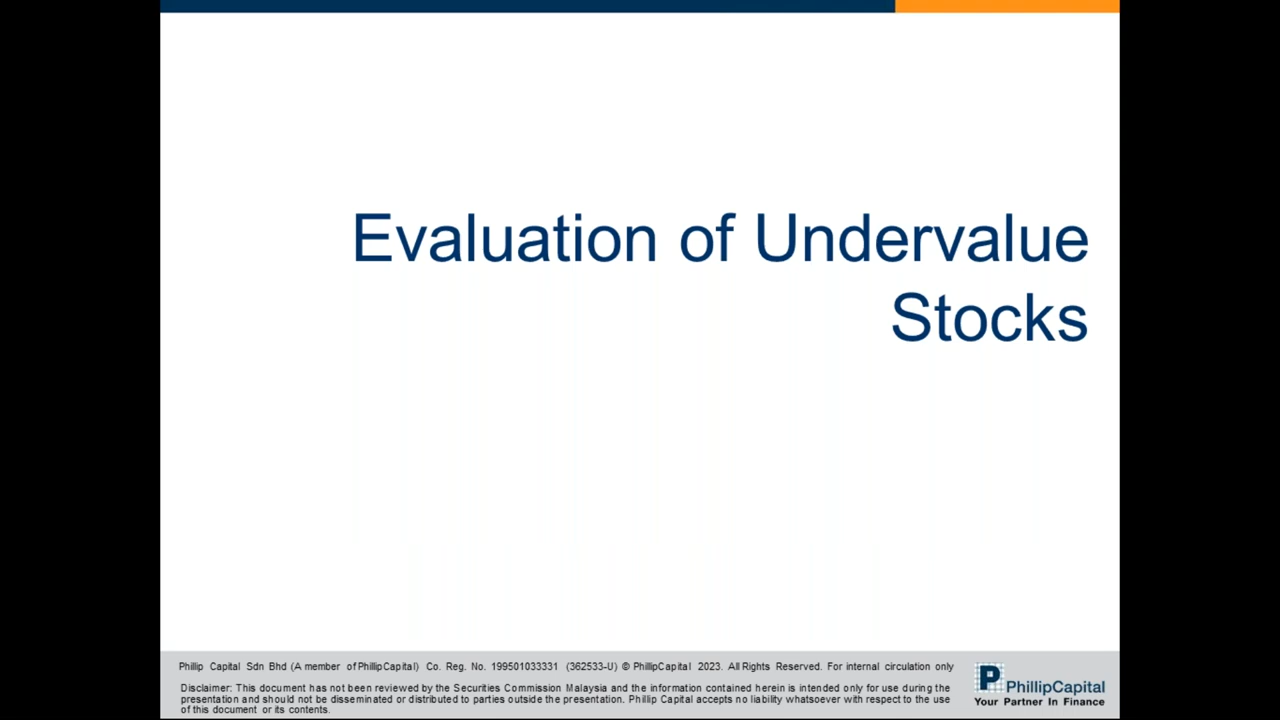 Evaluation of Undervalue
Stocks
Phillip Capital Sdn Bhd (A member of PhillipCapital) Co. Reg. No. 199501033331 (362533-U) © PhillipCapital 2023. All Rights Reserved. For internal circulation only
Disclaimer: This document has not been reviewed by the Securities Commission Malaysia and the information contained herein is intended only for use during the
presentation and should not be disseminated or distributed to parties outside the presentation. Phillip Capital accepts no liability whatsoever with respect to the use
of this document or its contents.
PhillipCapital
Your Partner In Finance